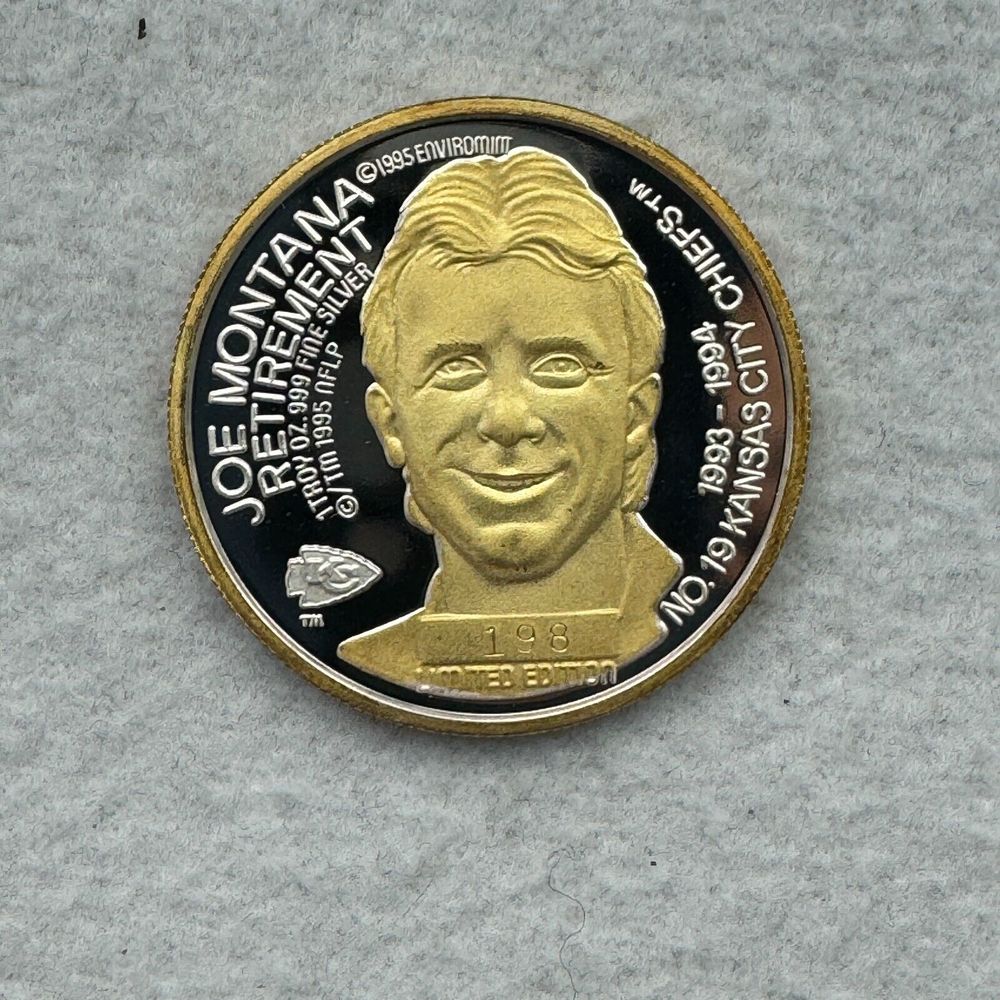 ©1995 ENVIROMINT
JOE MONTANA
RETIREMENT
1 TROY OZ. .999 FINE SILVER
©/TM 1995 NFLP
TM
198
LIMITED EDITION
1993 - 1994
NO. 19 KANSAS CITY CHIEFS™